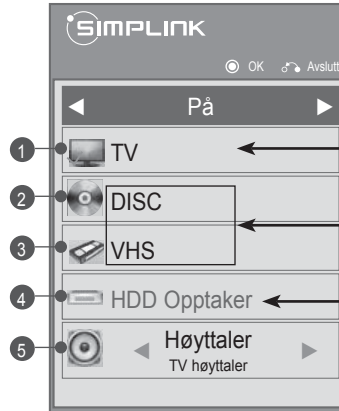 SIMPLINK
OK Avslutt
På
1 TV
2 DISC
3 VHS
4 HDD Opptaker
5 Høyttaler
TV høyttaler